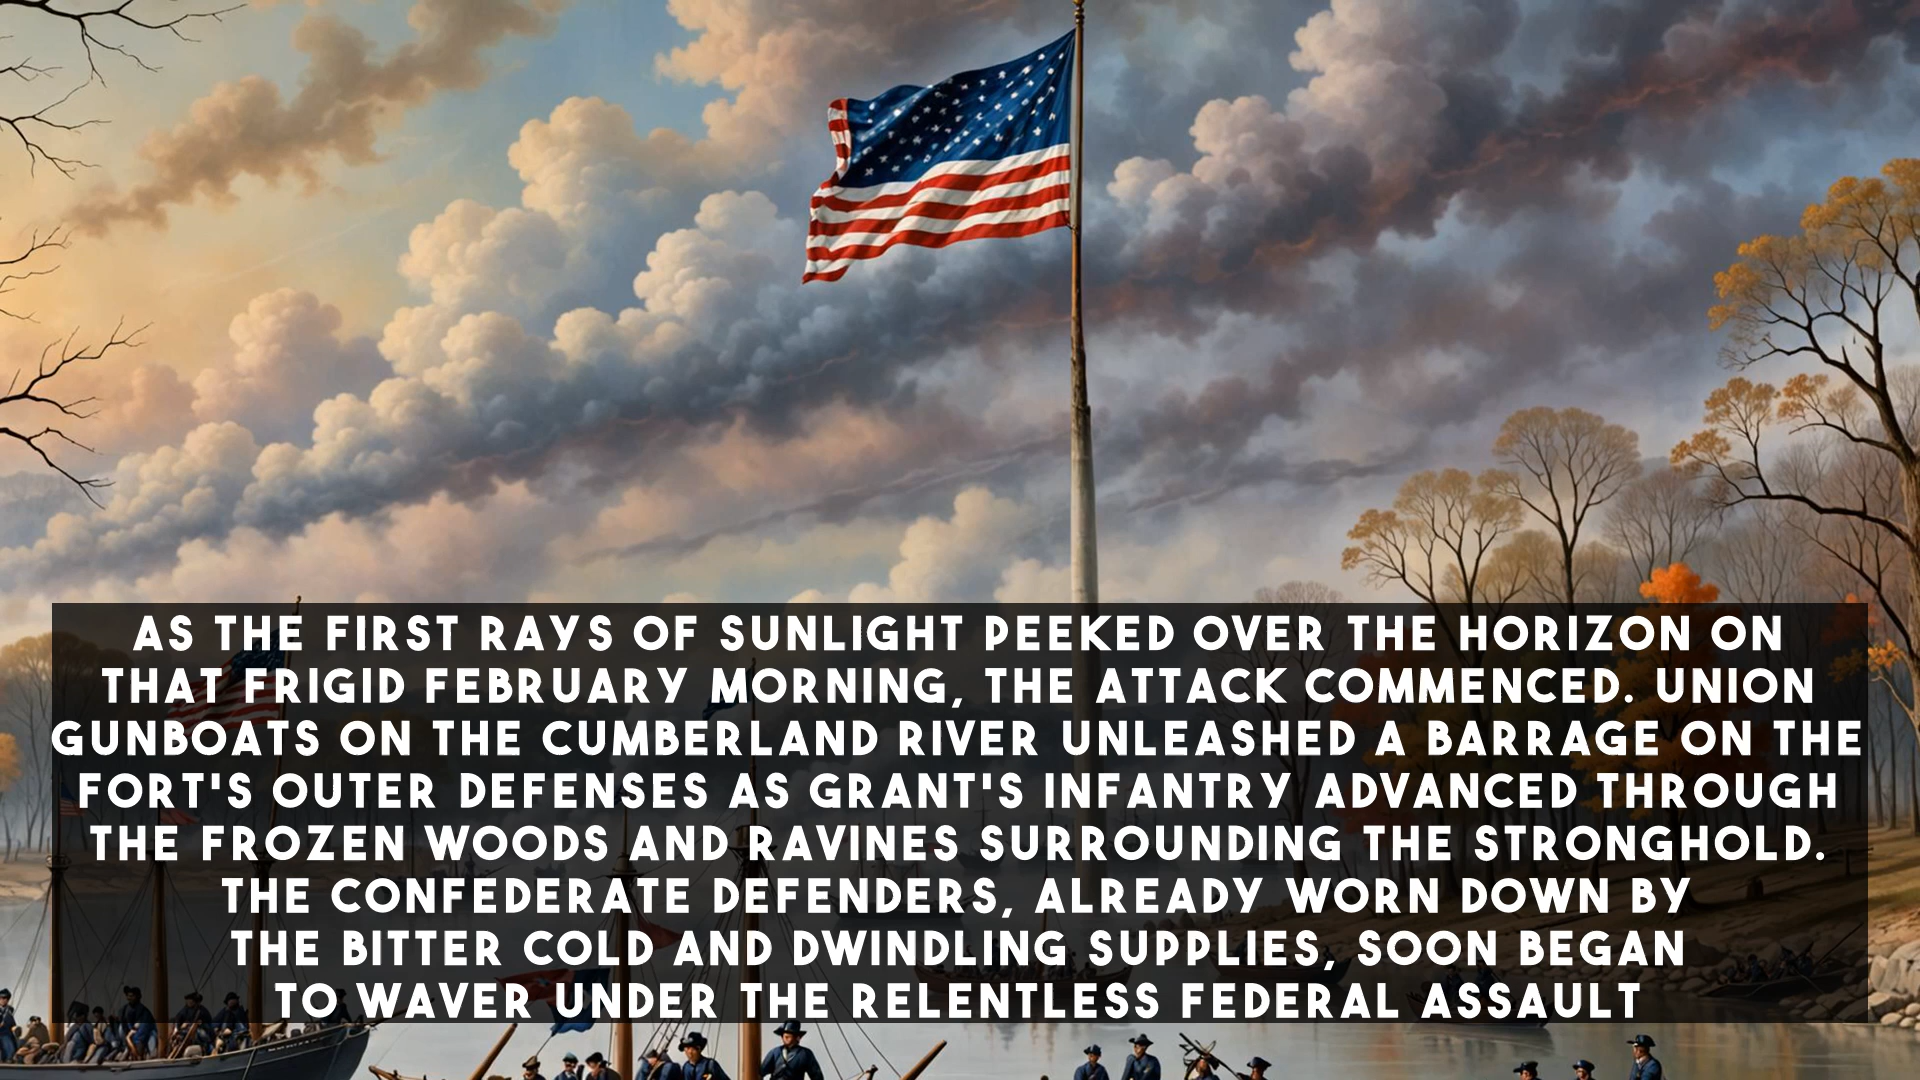 AS THE FIRST RAYS OF SUNLIGHT PEEKED OVER THE HORIZON ON
THAT FRIGID FEBRUARY MORNING, THE ATTACK COMMENCED. UNION
GUNBOATS ON THE CUMBERLAND RIVER UNLEASHED A BARRAGE ON THE
FORT'S OUTER DEFENSES AS GRANT'S INFANTRY ADVANCED THROUGH
THE FROZEN WOODS AND RAVINES SURROUNDING THE STRONGHOLD.
THE CONFEDERATE DEFENDERS, ALREADY WORN DOWN BY
THE BITTER COLD AND DWINDLING SUPPLIES, SOON BEGAN
TO WAVER UNDER THE RELENTLESS FEDERAL ASSAULT